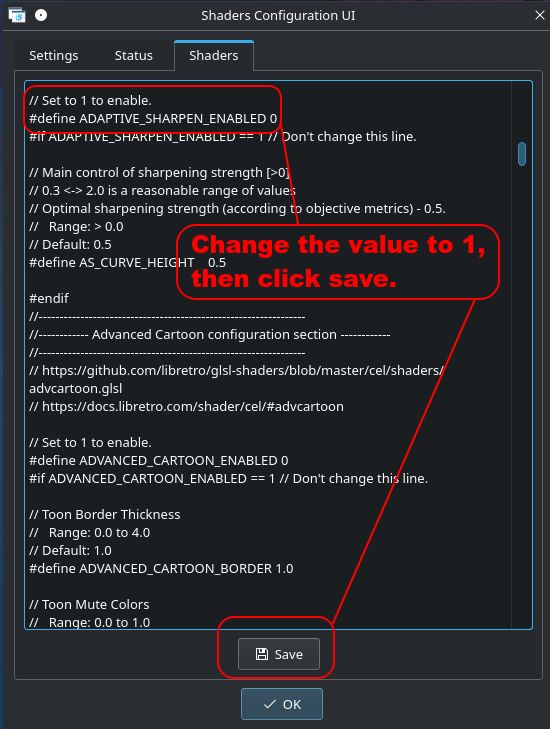 Shaders Configuration UI
Settings
Status
Shaders
// Set to 1 to enable.
#define ADAPTIVE_SHARPEN_ENABLED 0
#if ADAPTIVE_SHARPEN_ENABLED == 1 // Don't change this line.
// Main control of sharpening strength [>0]
// 0.3 <-> 2.0 is a reasonable range of values
// Optimal sharpening strength (according to objective metrics) - 0.5.
//   Range: > 0.0
// Default: 0.5
#define AS_CURVE_HEIGHT    0.5
Change the value to 1,
then click save.
#endif
//----------------------------------------------------------------
//------------ Advanced Cartoon configuration section ------------
//----------------------------------------------------------------
// https://github.com/libretro/glsl-shaders/blob/master/cel/shaders/
advcartoon.glsl
// https://docs.libretro.com/shader/cel/#advcartoon
// Set to 1 to enable.
#define ADVANCED_CARTOON_ENABLED 0
#if ADVANCED_CARTOON_ENABLED == 1 // Don't change this line.
// Toon Border Thickness
//   Range: 0.0 to 4.0
// Default: 1.0
#define ADVANCED_CARTOON_BORDER 1.0
// Toon Mute Colors
//   Range: 0.0 to 1.0
Save
OK